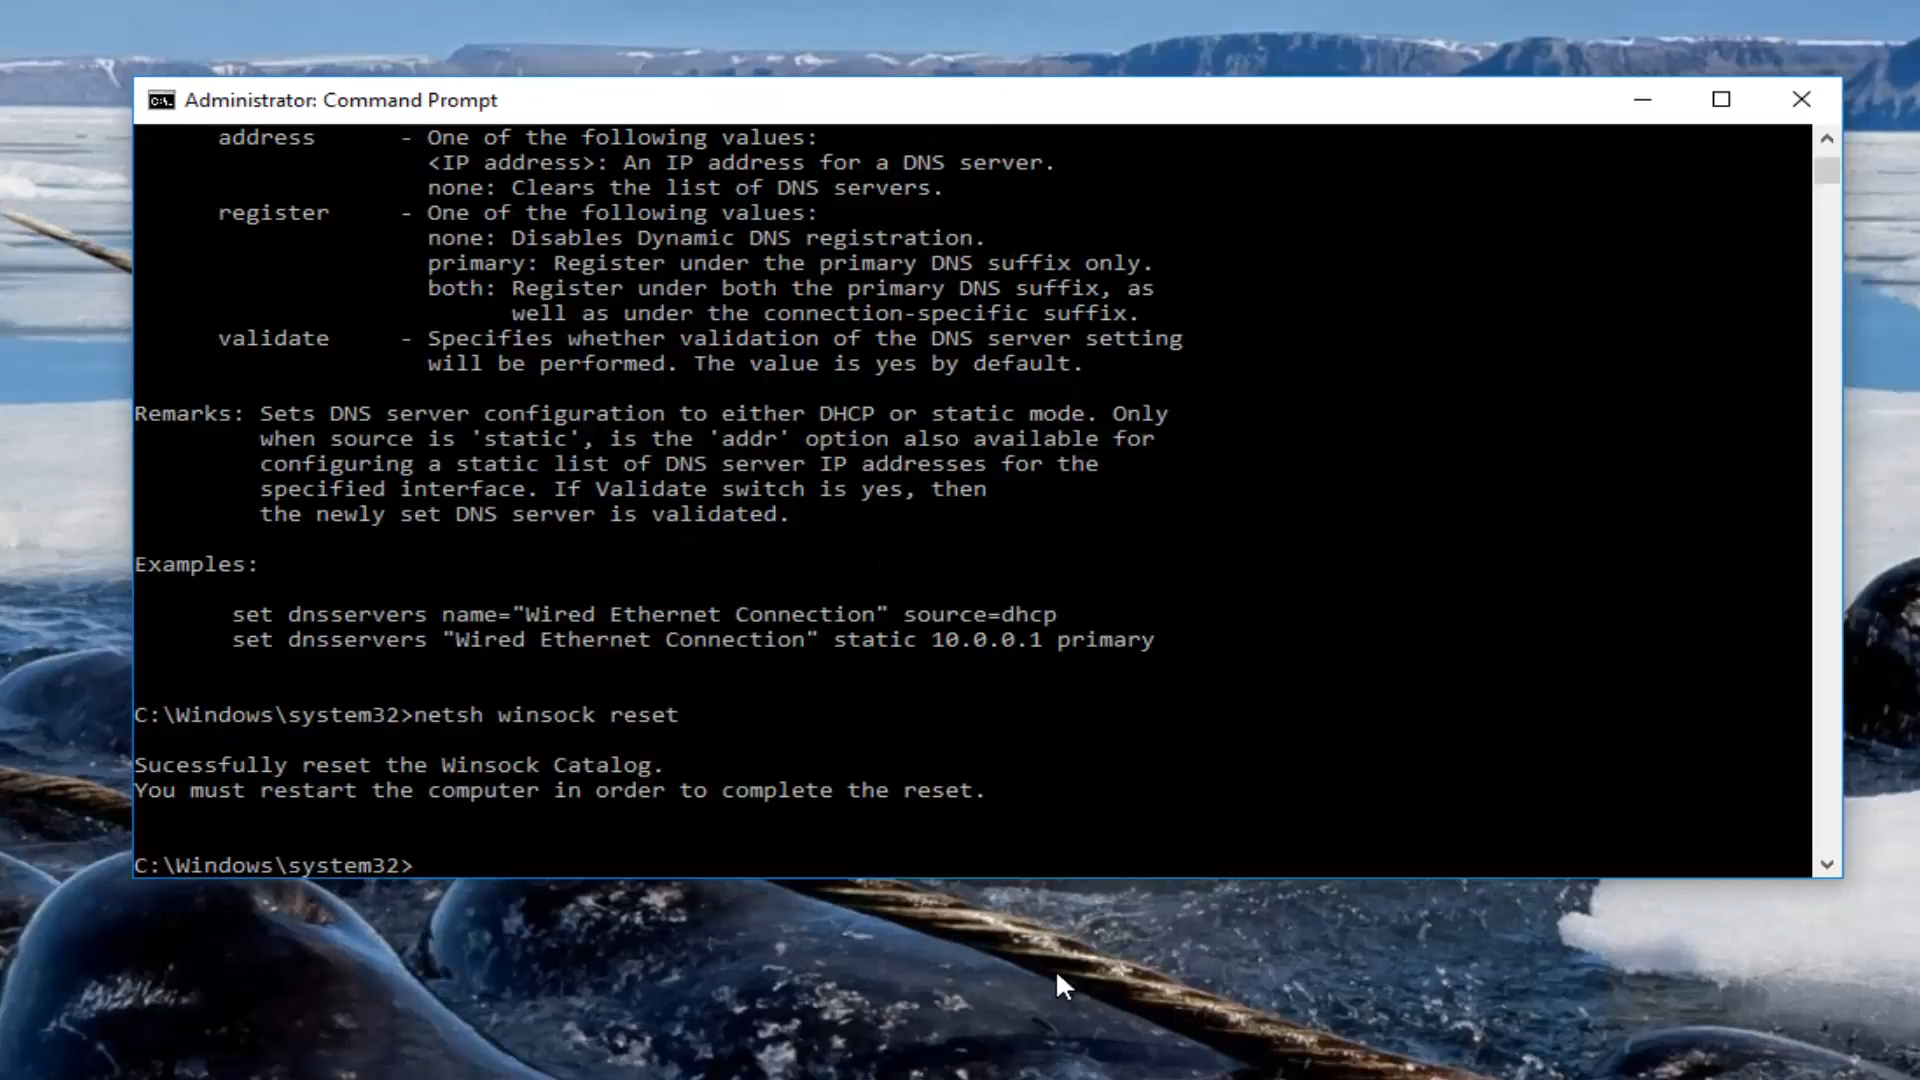 Administrator: Command Prompt
address - One of the following values:
<IP address>: An IP address for a DNS server.
none: Clears the list of DNS servers.
register - One of the following values:
none: Disables Dynamic DNS registration.
primary: Register under the primary DNS suffix only.
both: Register under both the primary DNS suffix, as
well as under the connection-specific suffix.
validate - Specifies whether validation of the DNS server setting
will be performed. The value is yes by default.
Remarks: Sets DNS server configuration to either DHCP or static mode. Only
when source is 'static', is the 'addr' option also available for
configuring a static list of DNS server IP addresses for the
specified interface. If Validate switch is yes, then
the newly set DNS server is validated.
Examples:
set dnsservers name="Wired Ethernet Connection" source=dhcp
set dnsservers "Wired Ethernet Connection" static 10.0.0.1 primary
C:\Windows\system32>netsh winsock reset
Sucessfully reset the Winsock Catalog.
You must restart the computer in order to complete the reset.
C:\Windows\system32>